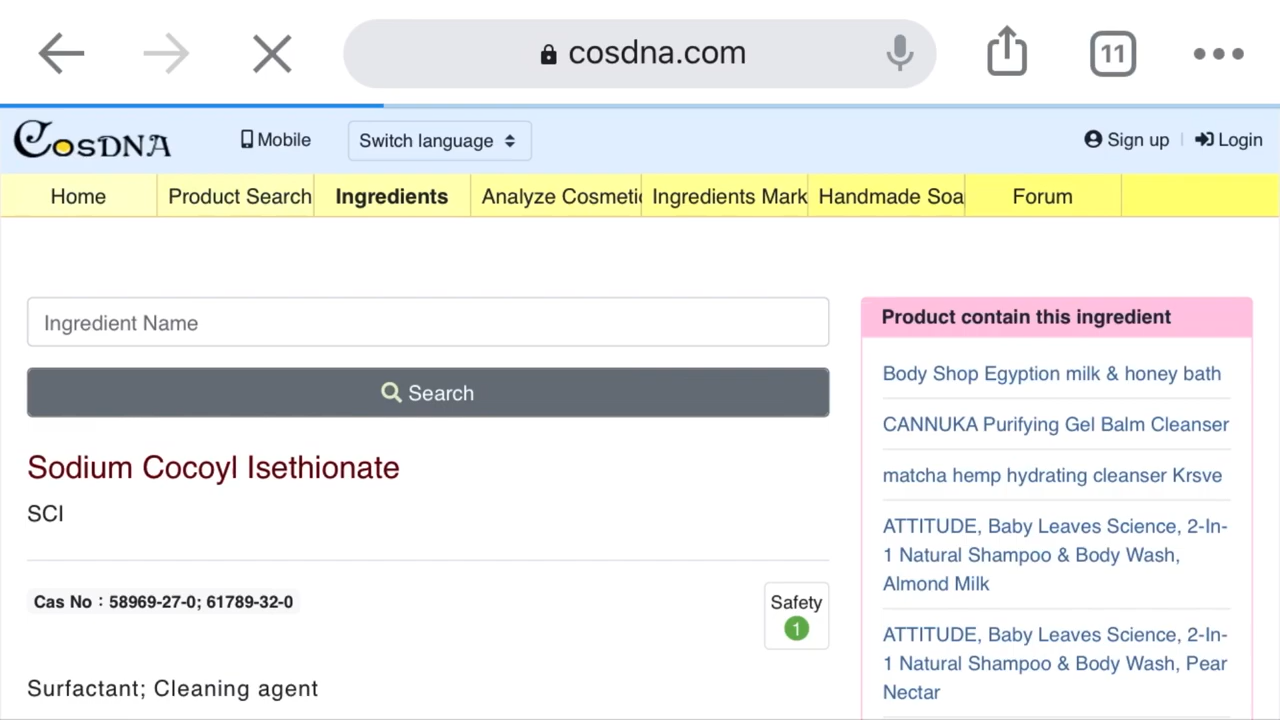 cosdna.com
11
CosDNA
Mobile
Switch language
Sign up
Login
Home
Product Search
Ingredients
Analyze Cosmetic
Ingredients Mark
Handmade Soa
Forum
Ingredient Name
Search
Sodium Cocoyl Isethionate
SCI
Cas No：58969-27-0; 61789-32-0
Safety
1
Surfactant; Cleaning agent
Product contain this ingredient
Body Shop Egyption milk & honey bath
CANNUKA Purifying Gel Balm Cleanser
matcha hemp hydrating cleanser Krsve
ATTITUDE, Baby Leaves Science, 2-In-
1 Natural Shampoo & Body Wash,
Almond Milk
ATTITUDE, Baby Leaves Science, 2-In-
1 Natural Shampoo & Body Wash, Pear
Nectar